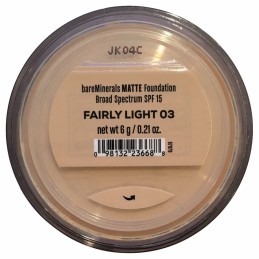 JK04C
bareMinerals MATTE Foundation
Broad Spectrum SPF 15
FAIRLY LIGHT 03
net wt 6 g / 0.21 oz.
0 98132 23668 8